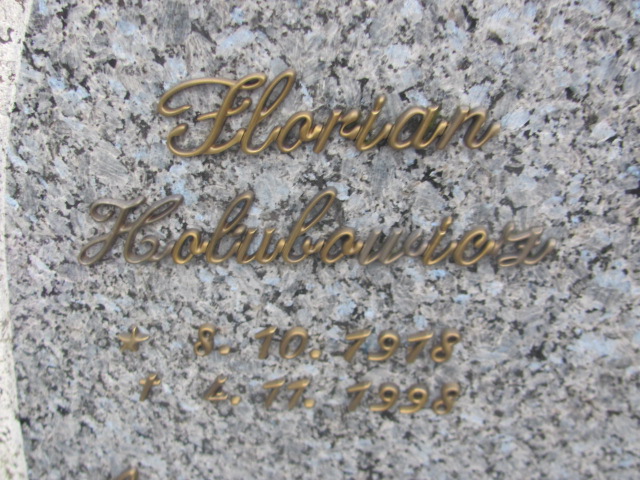 Florian
Holubowicz
* 8. 10. 1918
† 4. 11. 1998